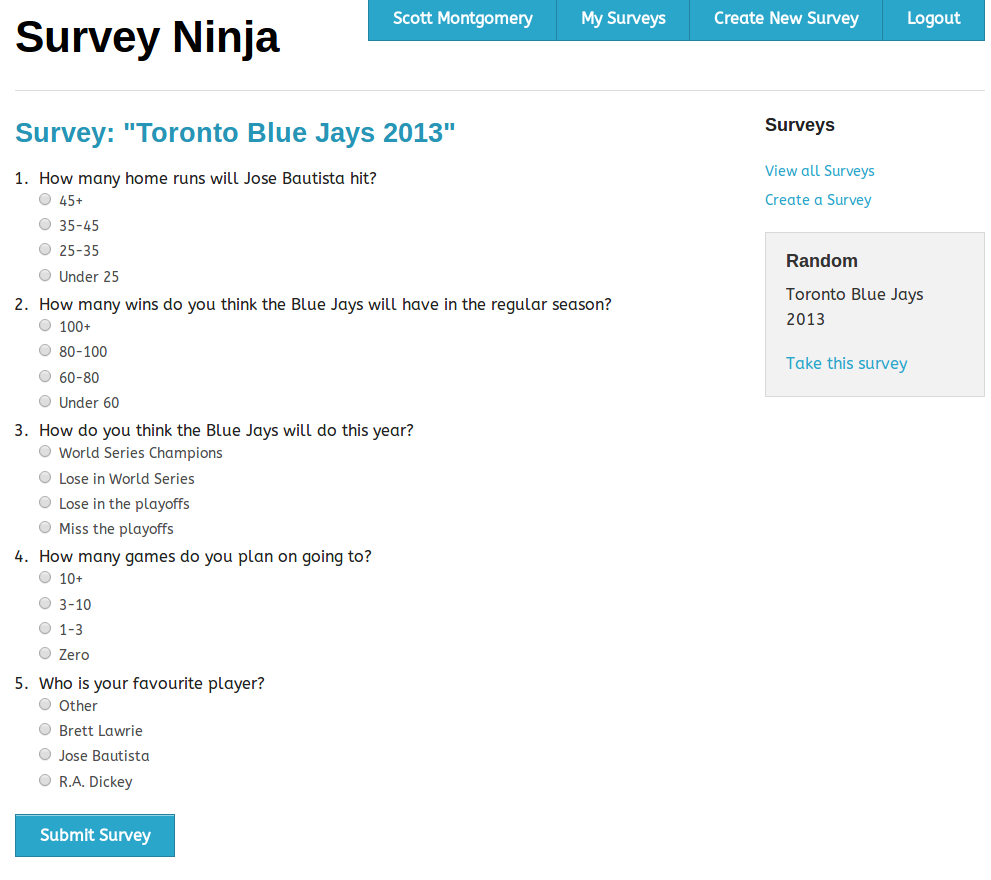 Survey Ninja
Scott Montgomery
My Surveys
Create New Survey
Logout
Survey: "Toronto Blue Jays 2013"
1. How many home runs will Jose Bautista hit?
45+
35-45
25-35
Under 25
2. How many wins do you think the Blue Jays will have in the regular season?
100+
80-100
60-80
Under 60
3. How do you think the Blue Jays will do this year?
World Series Champions
Lose in World Series
Lose in the playoffs
Miss the playoffs
4. How many games do you plan on going to?
10+
3-10
1-3
Zero
5. Who is your favourite player?
Other
Brett Lawrie
Jose Bautista
R.A. Dickey
Submit Survey
Surveys
View all Surveys
Create a Survey
Random
Toronto Blue Jays
2013
Take this survey